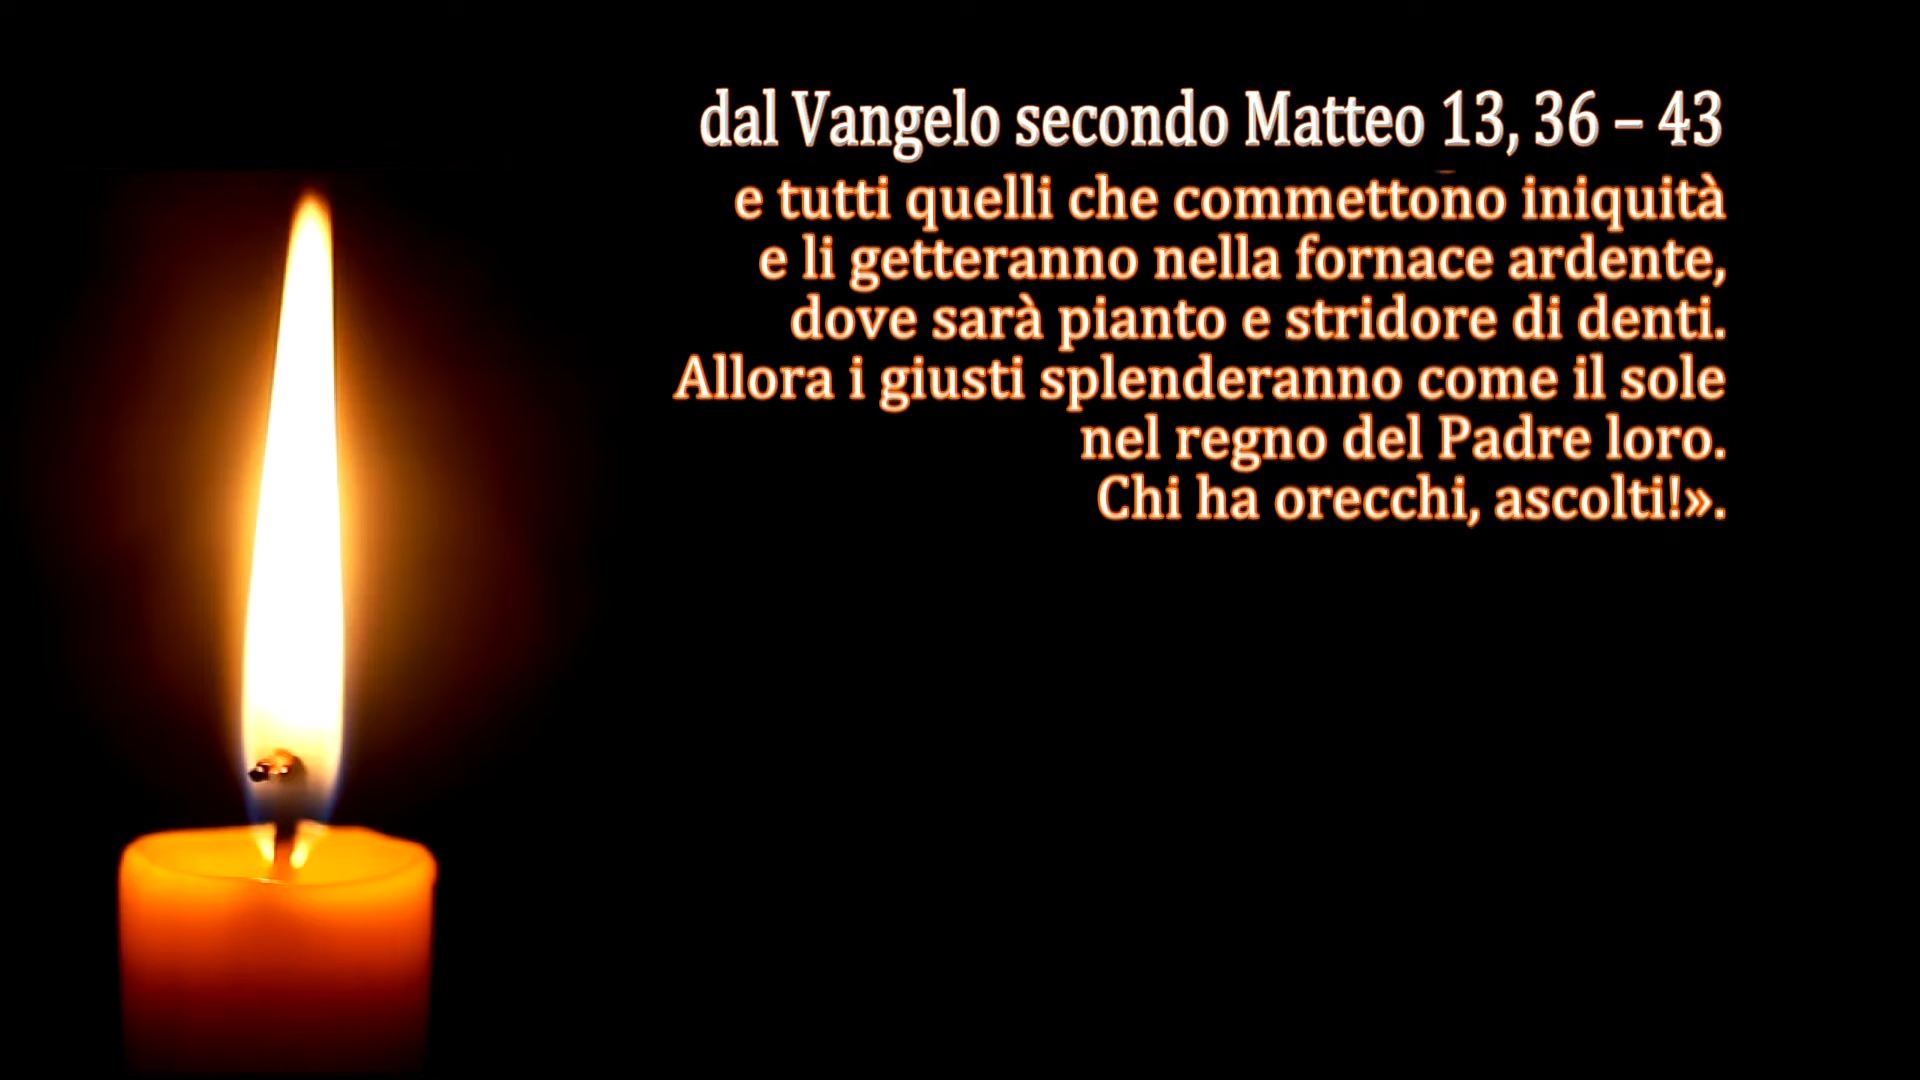 dal Vangelo secondo Matteo 13, 36 – 43
e tutti quelli che commettono iniquità
e li getteranno nella fornace ardente,
dove sarà pianto e stridore di denti.
Allora i giusti splenderanno come il sole
nel regno del Padre loro.
Chi ha orecchi, ascolti!».